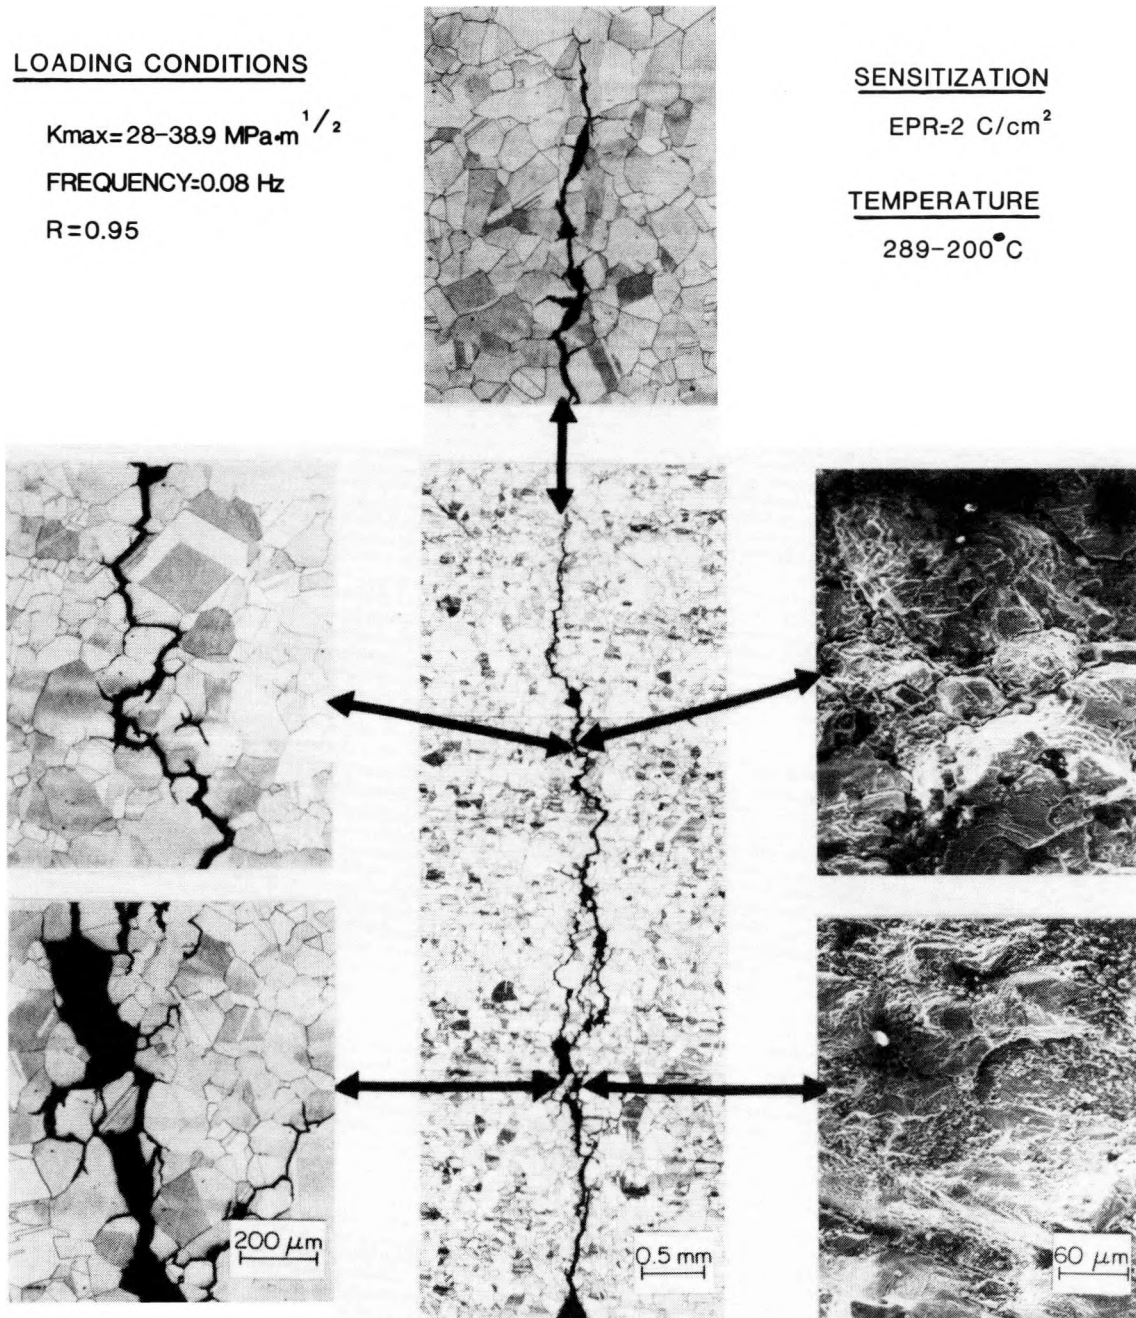 LOADING CONDITIONS
Kmax=28-38.9 MPa·m^1/2
FREQUENCY=0.08 Hz
R=0.95
SENSITIZATION
EPR=2 C/cm²
TEMPERATURE
289-200°C
200 µm
0.5 mm
60 µm